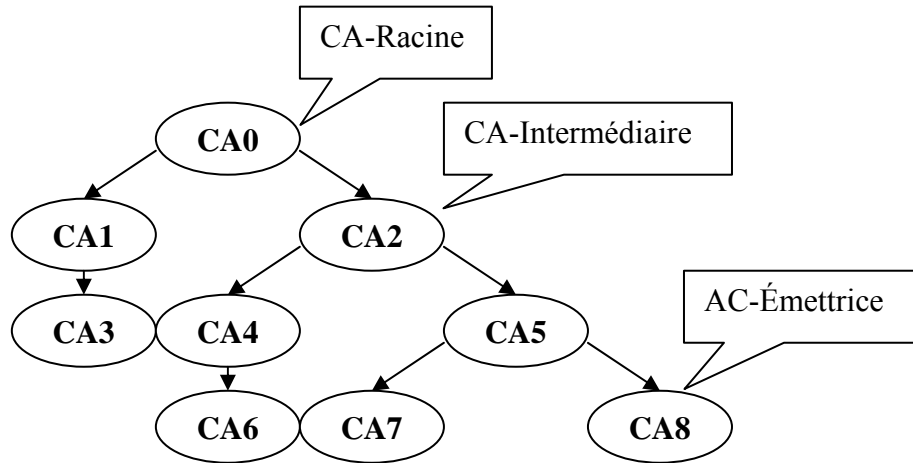 CA-Racine
CA-Intermédiaire
CA0
CA1
CA2
AC-Émettrice
CA3
CA4
CA5
CA6
CA7
CA8